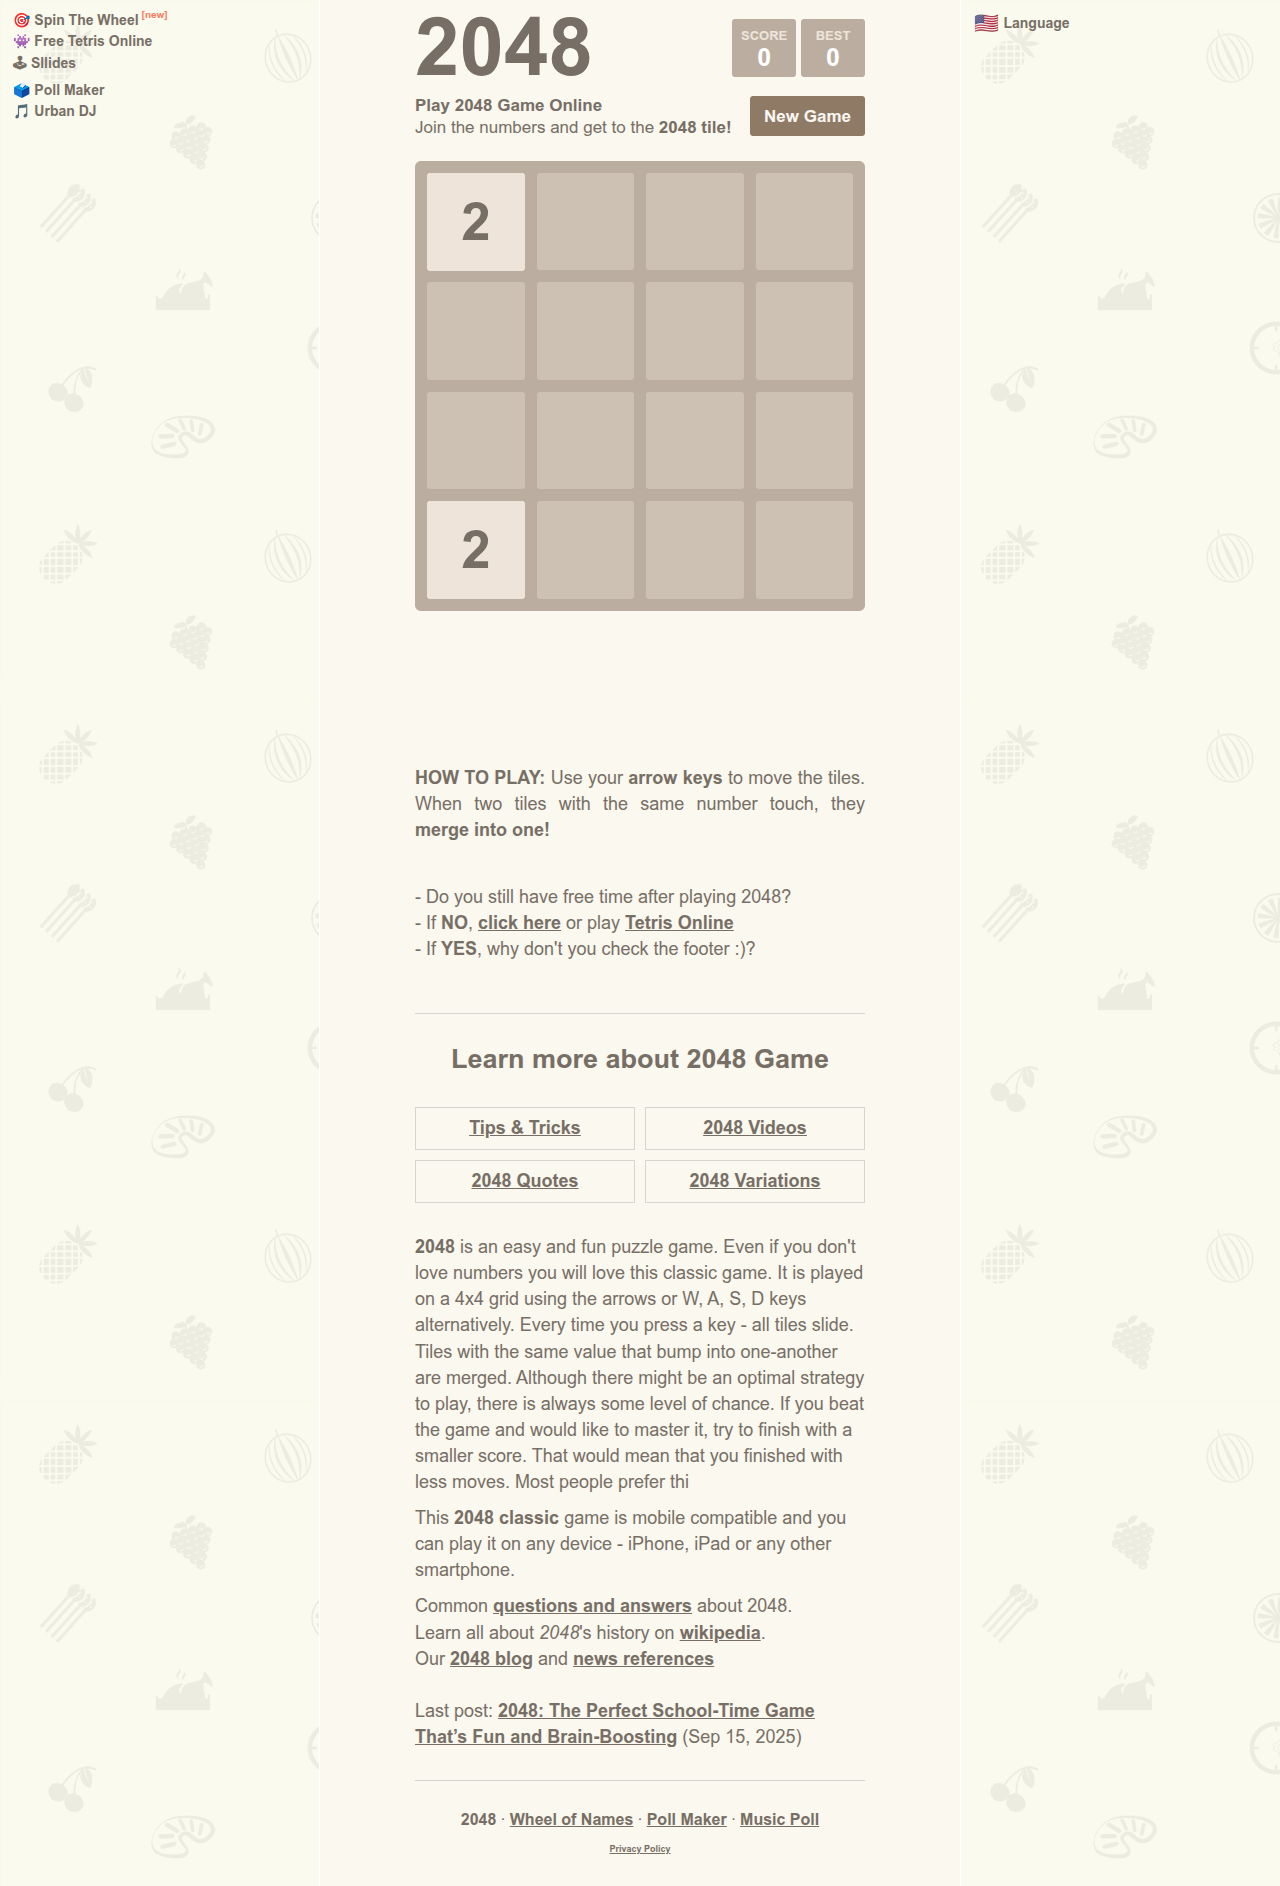 🎯 Spin The Wheel [new]
👾 Free Tetris Online
🕹 Sllides
🗳 Poll Maker
🎵 Urban DJ
🇺🇸 Language
2048
SCORE
0
BEST
0
Play 2048 Game Online
Join the numbers and get to the 2048 tile!
New Game
2
2
HOW TO PLAY: Use your arrow keys to move the tiles.
When two tiles with the same number touch, they
merge into one!
- Do you still have free time after playing 2048?
- If NO, click here or play Tetris Online
- If YES, why don't you check the footer :)?
Learn more about 2048 Game
Tips & Tricks
2048 Videos
2048 Quotes
2048 Variations
2048 is an easy and fun puzzle game. Even if you don't
love numbers you will love this classic game. It is played
on a 4x4 grid using the arrows or W, A, S, D keys
alternatively. Every time you press a key - all tiles slide.
Tiles with the same value that bump into one-another
are merged. Although there might be an optimal strategy
to play, there is always some level of chance. If you beat
the game and would like to master it, try to finish with a
smaller score. That would mean that you finished with
less moves. Most people prefer thi
This 2048 classic game is mobile compatible and you
can play it on any device - iPhone, iPad or any other
smartphone.
Common questions and answers about 2048.
Learn all about 2048's history on wikipedia.
Our 2048 blog and news references
Last post: 2048: The Perfect School-Time Game
That’s Fun and Brain-Boosting (Sep 15, 2025)
2048 · Wheel of Names · Poll Maker · Music Poll
Privacy Policy